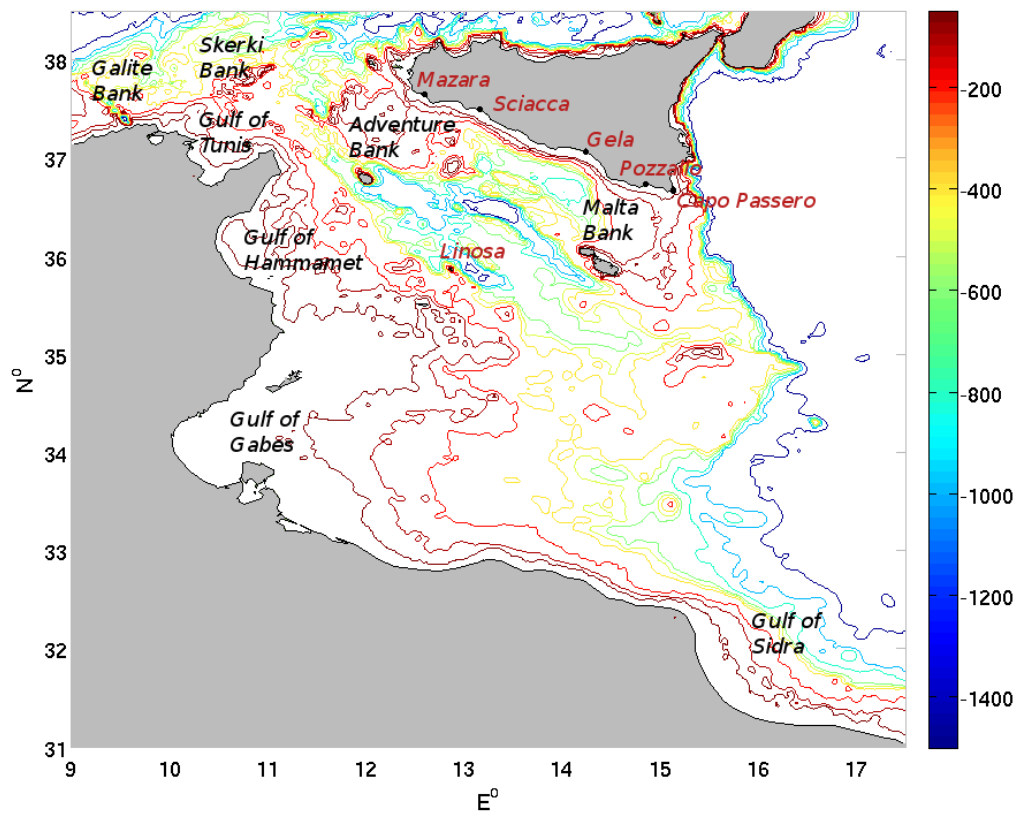 38
37
36
35
34
33
32
31
N°
9
10
11
12
13
14
15
16
17
E°
Skerki
Bank
Galite
Bank
Gulf of
Tunis
Adventure
Bank
Mazara
Sciacca
Gela
Pozzallo
Capo Passero
Malta
Bank
Gulf of
Hammamet
Linosa
Gulf of
Gabes
Gulf of
Sidra
-200
-400
-600
-800
-1000
-1200
-1400